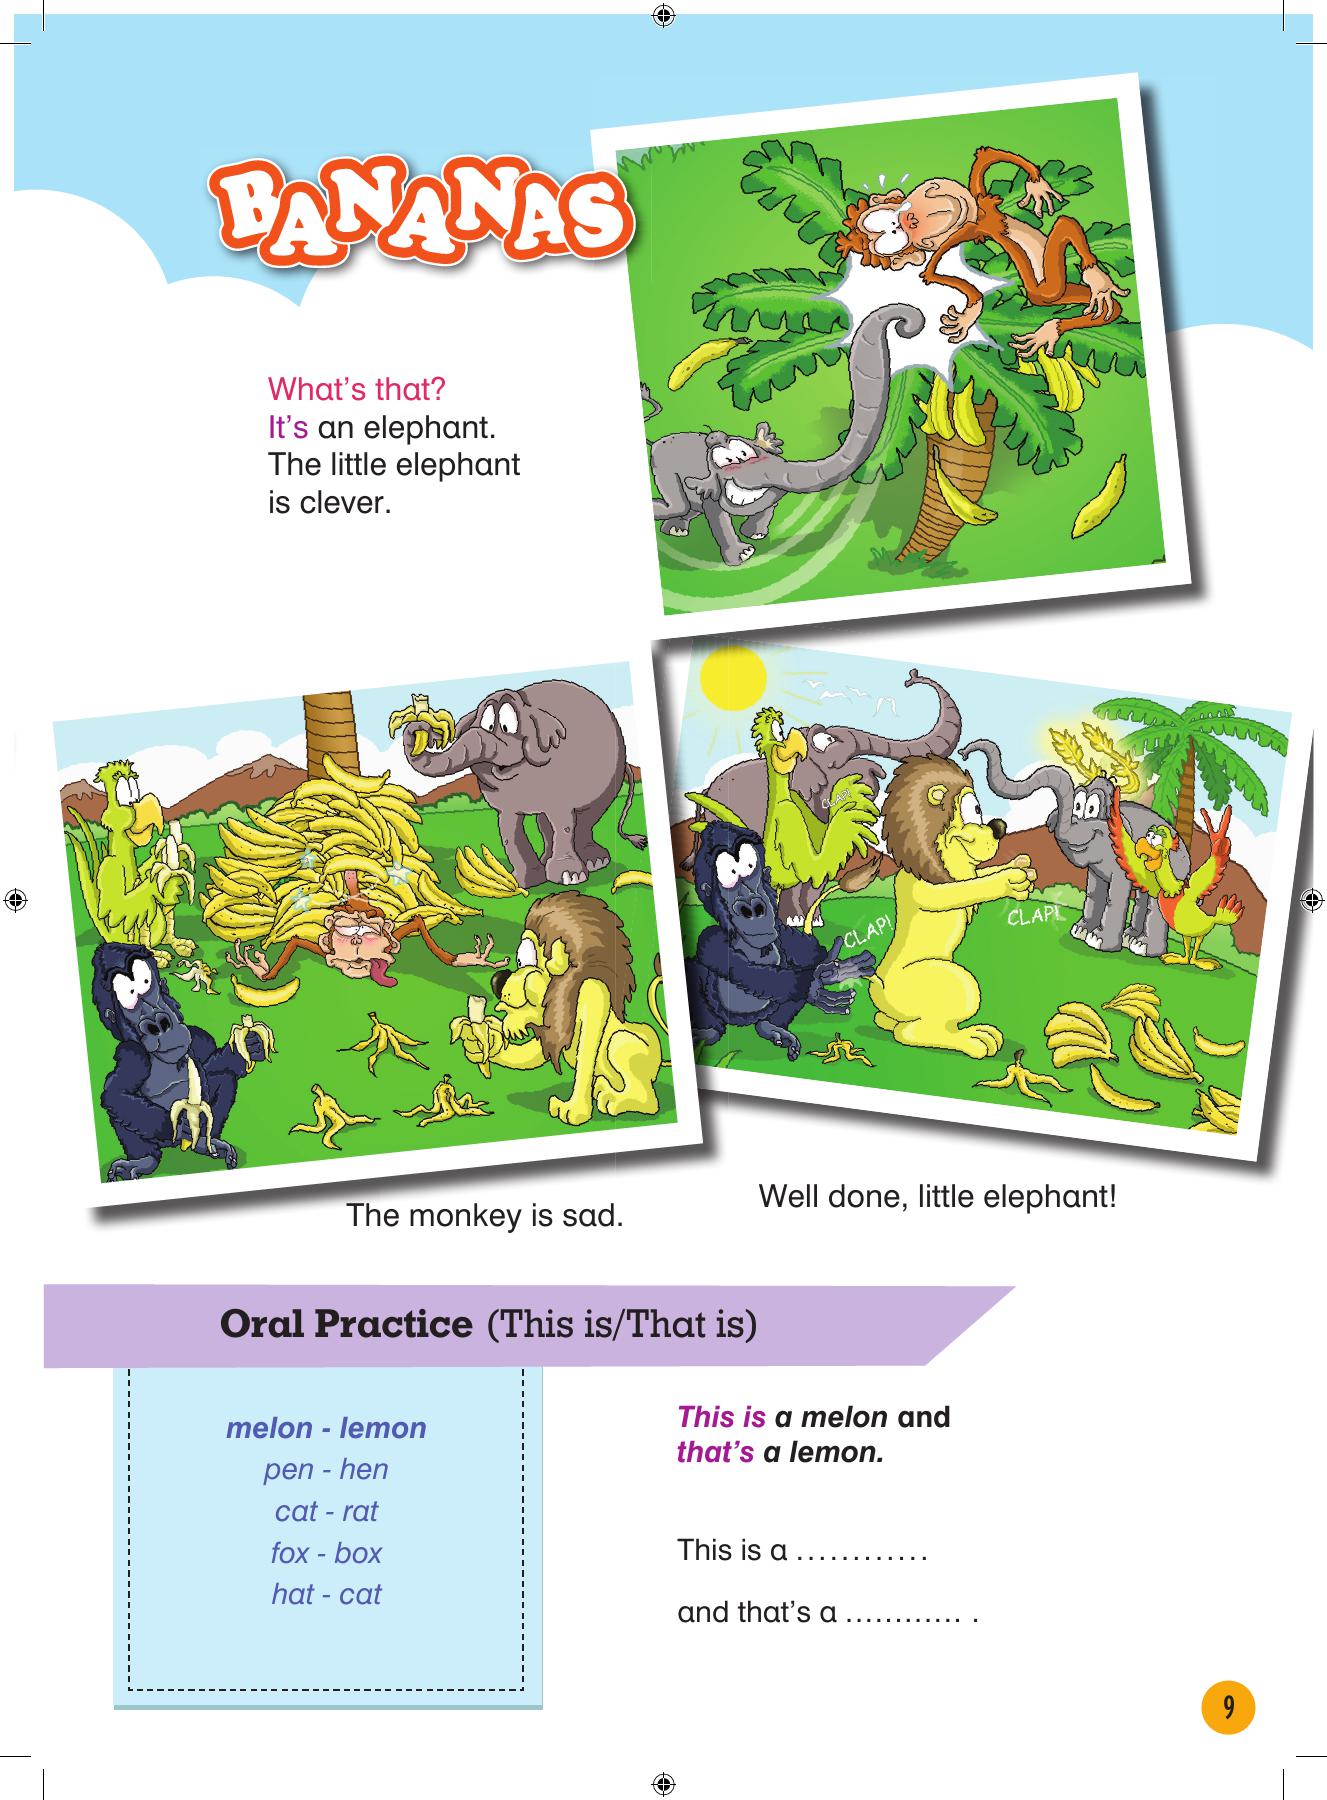 BANANAS
What's that?
It's an elephant.
The little elephant
is clever.
CLAP!
CLAP!
CLAP!
The monkey is sad.
Well done, little elephant!
Oral Practice (This is/That is)
melon - lemon
pen - hen
cat - rat
fox - box
hat - cat
This is a melon and
that's a lemon.
This is a ............
and that's a ............ .
9